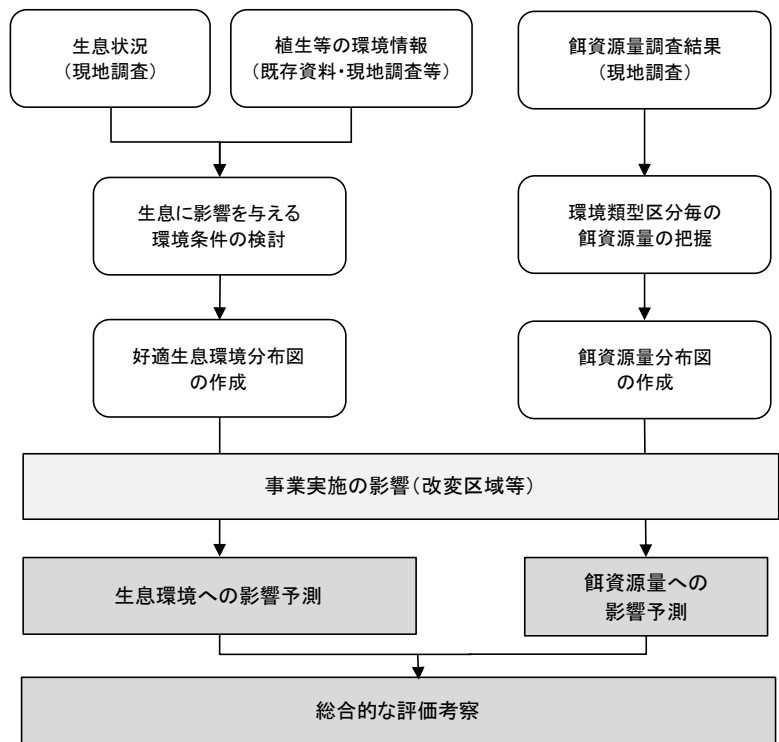 生息状況
(現地調査)
植生等の環境情報
(既存資料・現地調査等)
餌資源量調査結果
(現地調査)
生息に影響を与える
環境条件の検討
環境類型区分毎の
餌資源量の把握
好適生息環境分布図
の作成
餌資源量分布図
の作成
事業実施の影響(改変区域等)
生息環境への影響予測
餌資源量への
影響予測
総合的な評価考察